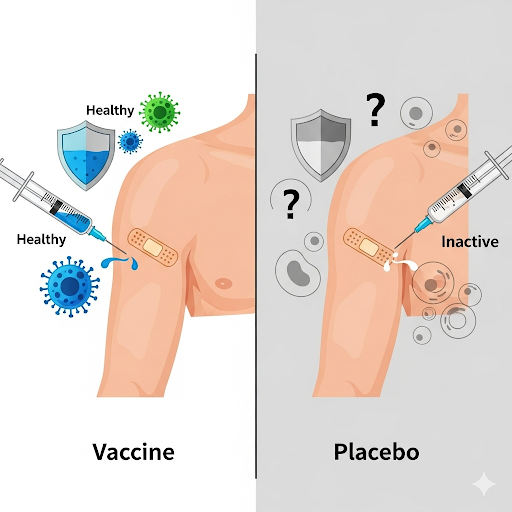 Healthy
Healthy
Vaccine
?
?
Inactive
Placebo